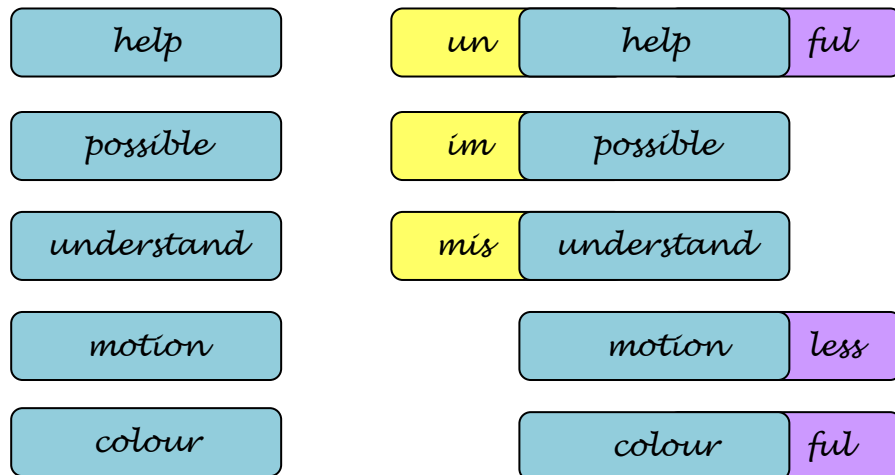 help un help ful
possible im possible
understand mis understand
motion motion less
colour colour ful